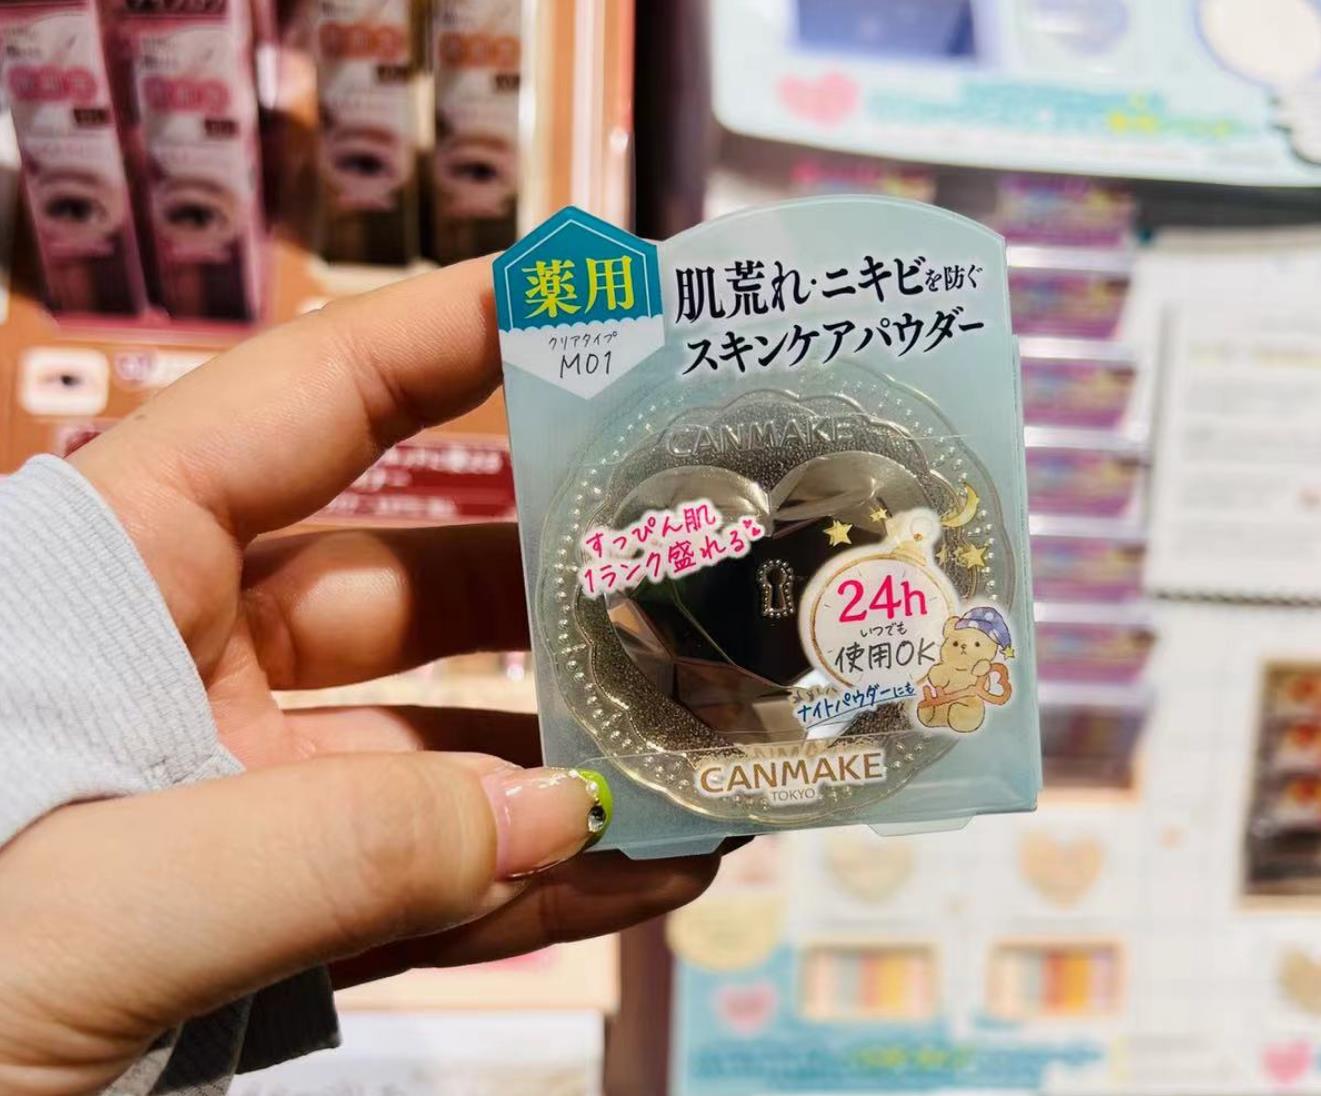 薬用
クリアタイプ
M01
肌荒れ·ニキビを防ぐ
スキンケアパウダー
CANMAKE
すっぴん肌
1ランク盛れる
24h
いつでも
使用OK
ナイトパウダーにも
CANMAKE
TOKYO